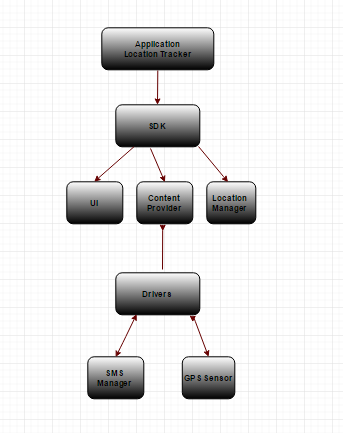 Application
Location Tracker
SDK
UI
Content
Provider
Location
Manager
Drivers
SMS
Manager
GPS Sensor